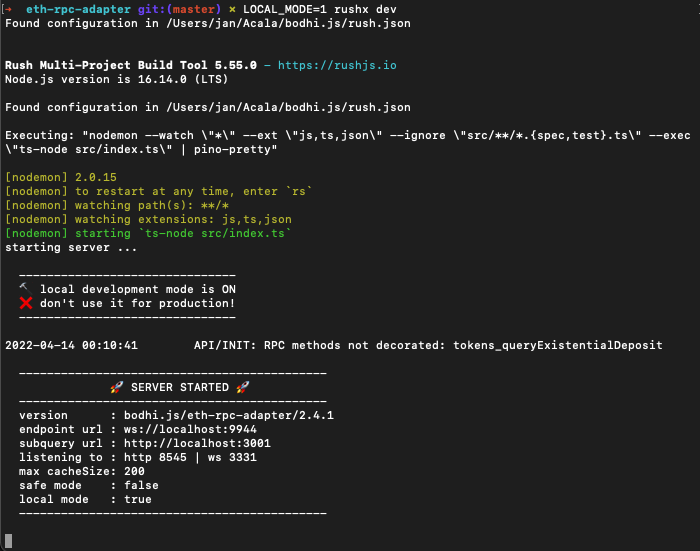 → eth-rpc-adapter git:(master) × LOCAL_MODE=1 rushx dev
Found configuration in /Users/jan/Acala/bodhi.js/rush.json
Rush Multi-Project Build Tool 5.55.0 - https://rushjs.io
Node.js version is 16.14.0 (LTS)
Found configuration in /Users/jan/Acala/bodhi.js/rush.json
Executing: "nodemon --watch \"*\" --ext \"js,ts,json\" --ignore \"src/**/*.{spec,test}.ts\" --exec
\"ts-node src/index.ts\" | pino-pretty"
[nodemon] 2.0.15
[nodemon] to restart at any time, enter `rs`
[nodemon] watching path(s): **/*
[nodemon] watching extensions: js,ts,json
[nodemon] starting `ts-node src/index.ts`
starting server ...
-------------------------------
🔨 local development mode is ON
❌ don't use it for production!
-------------------------------
2022-04-14 00:10:41        API/INIT: RPC methods not decorated: tokens_queryExistentialDeposit
--------------------------------------------
🚀 SERVER STARTED 🚀
--------------------------------------------
version      : bodhi.js/eth-rpc-adapter/2.4.1
endpoint url : ws://localhost:9944
subquery url : http://localhost:3001
listening to : http 8545 | ws 3331
max cacheSize: 200
safe mode    : false
local mode   : true
--------------------------------------------